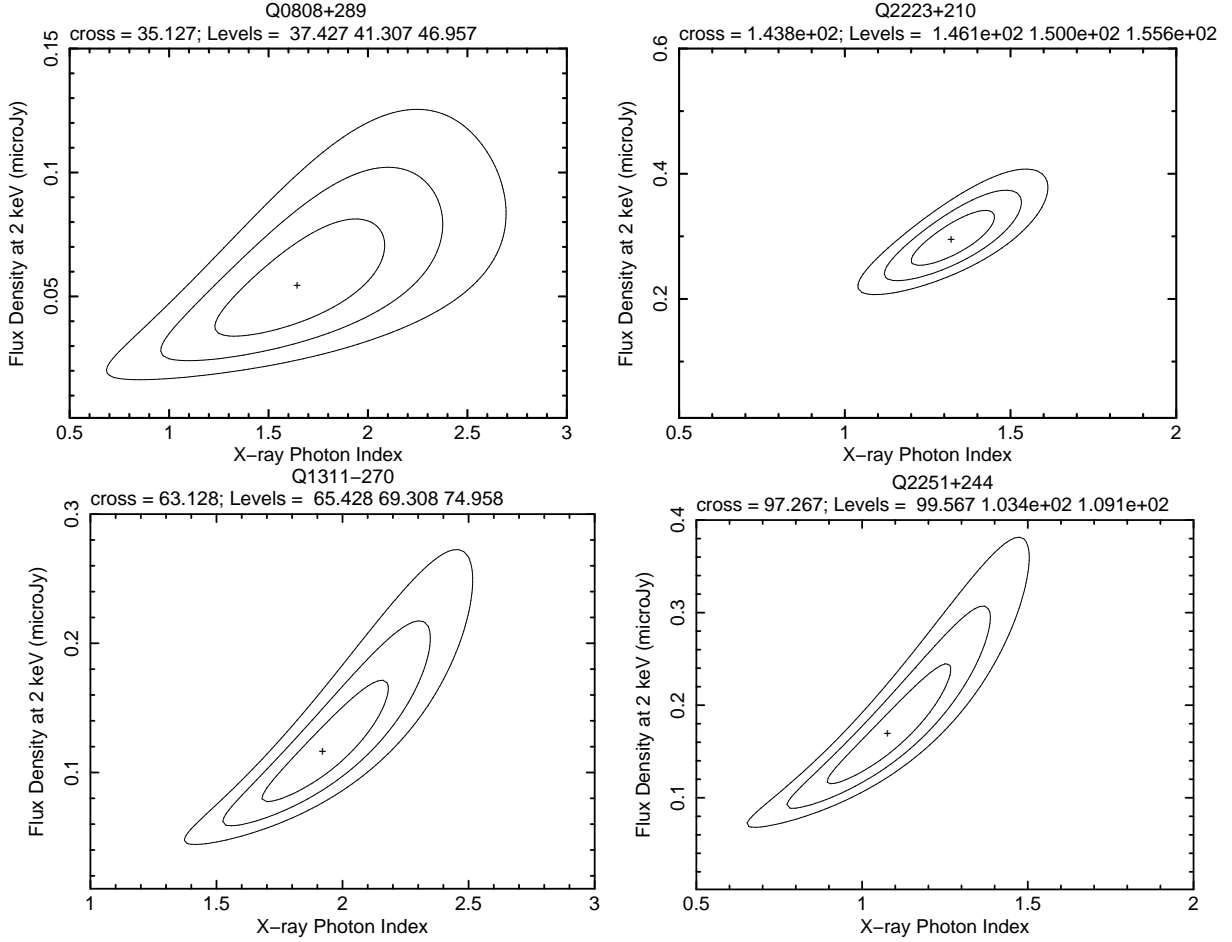 Q0808+289
cross = 35.127; Levels =  37.427 41.307 46.957
0.15
0.1
0.05
Flux Density at 2 keV (microJy)
0.5 1 1.5 2 2.5 3
X−ray Photon Index
Q2223+210
cross = 1.438e+02; Levels =  1.461e+02 1.500e+02 1.556e+02
0.6
0.4
0.2
Flux Density at 2 keV (microJy)
0.5 1 1.5 2
X−ray Photon Index
Q1311−270
cross = 63.128; Levels =  65.428 69.308 74.958
0.3
0.2
0.1
Flux Density at 2 keV (microJy)
1 1.5 2 2.5 3
X−ray Photon Index
Q2251+244
cross = 97.267; Levels =  99.567 1.034e+02 1.091e+02
0.4
0.3
0.2
0.1
Flux Density at 2 keV (microJy)
0.5 1 1.5 2
X−ray Photon Index